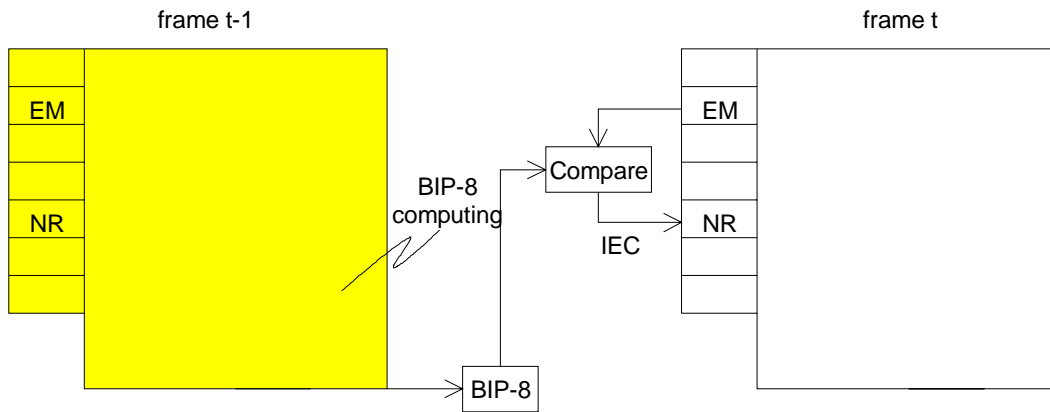 frame t-1
frame t
EM
EM
Compare
BIP-8
computing
NR
NR
IEC
BIP-8